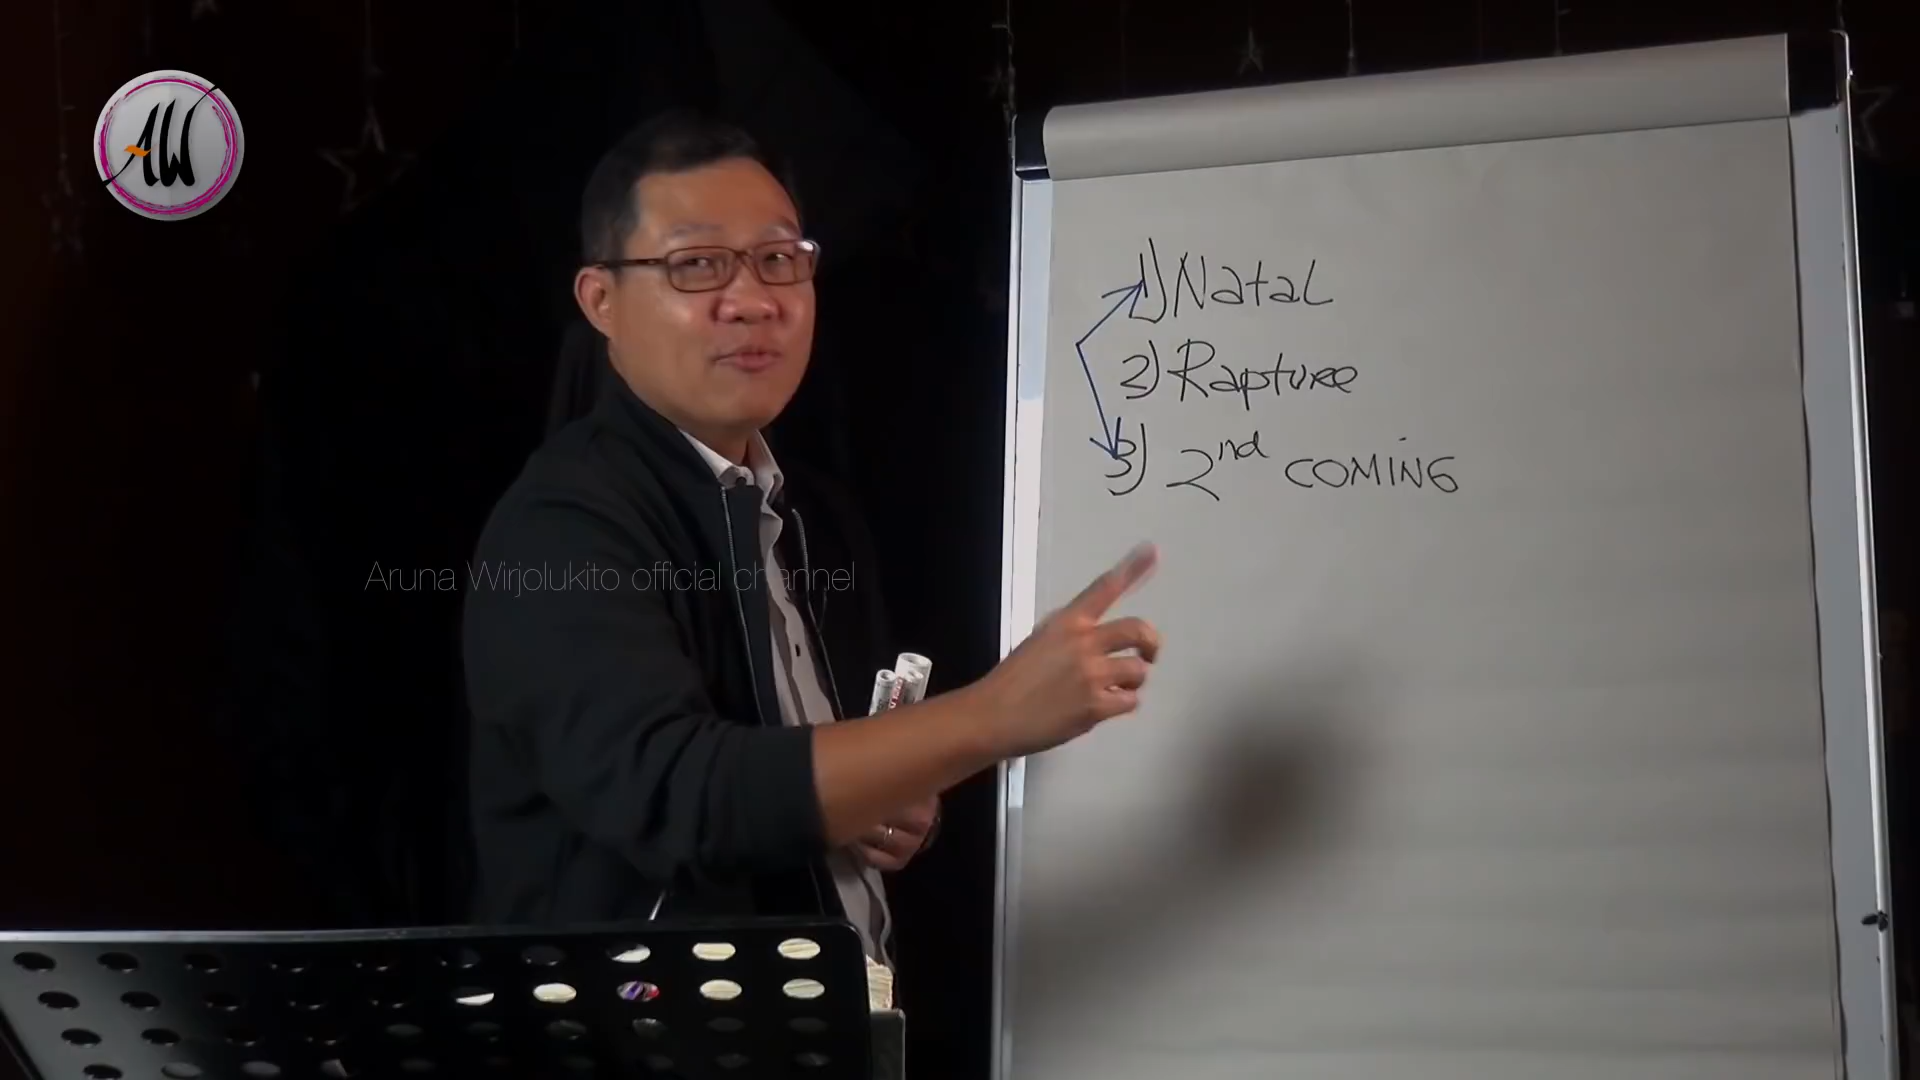 AW
1) Natal
2) Rapture
3) 2nd COMING
Aruna Wirjolukito official channel